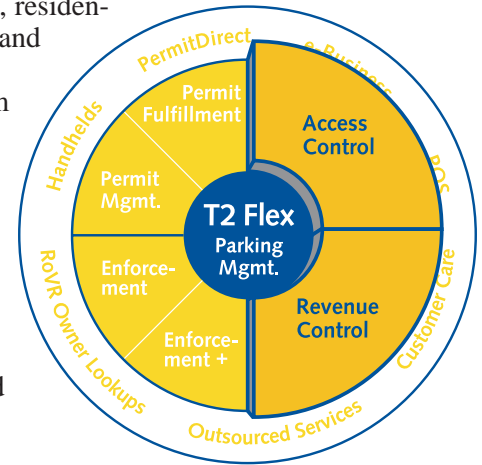 , residen-
and
PermitDirect
e-Business
Handhelds
Permit
Fulfillment
Access
Control
POS
Permit
Mgmt.
T2 Flex
Parking
Mgmt.
Enforce-
ment
Revenue
Control
Enforce-
ment +
RoVR Owner Lookups
Customer Care
Outsourced Services